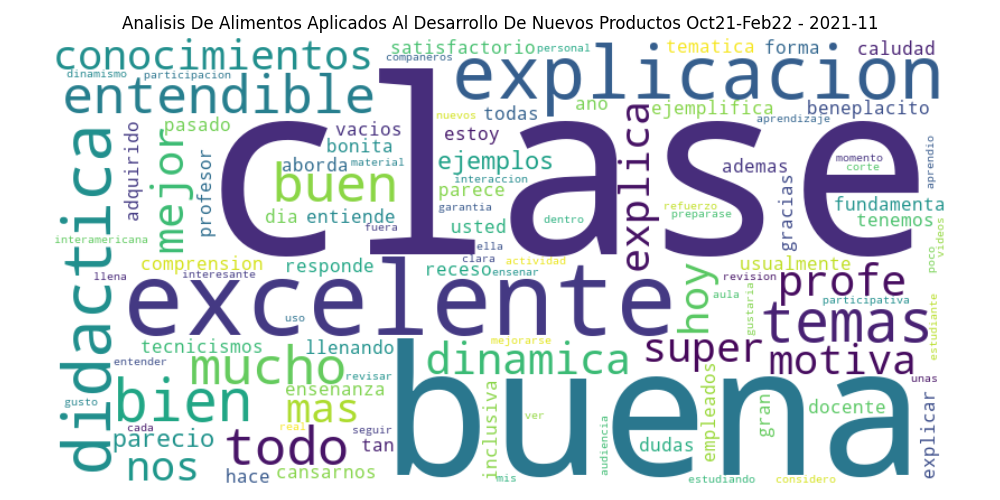 Analisis De Alimentos Aplicados Al Desarrollo De Nuevos Productos Oct21-Feb22 - 2021-11
conocimientos
satisfactorio
personal
tematica
forma
caludad
companeros
dinamismo
participacion
explicacion
entendible
clase
ano
ejemplifica
beneplacito
nuevos
todas
aprendizaje
pasado
vacios
estoy
didactica
adquirido
mejor
profesor
bonita
aborda
material
ejemplos
explica
ademas
momento
corte
aprendio
buen
interaccion
parece
garantia
refuerzo
preparase
gracias
fundamenta
tenemos
dia
entiende
fuera
usted
dentro
interamericana
ella
clara
poco
videos
comprension
responde
receso
ensenar
actividad
usualmente
llena
interesante
revision
profe
excelente
hoy
aula
gustaria
participativa
uso
temas
estudiante
tecnicismos
llenando
mejorarse
super
motiva
entender
mucho
revisar
dinamica
buena
unas
gusto
bien
ensenanza
mas
inclusiva
empleados
gran
docente
cada
real
seguir
ver
parecio
todo
tan
audiencia
dudas
explicar
nos
hace
cansarnos
mis
estudiando
considero